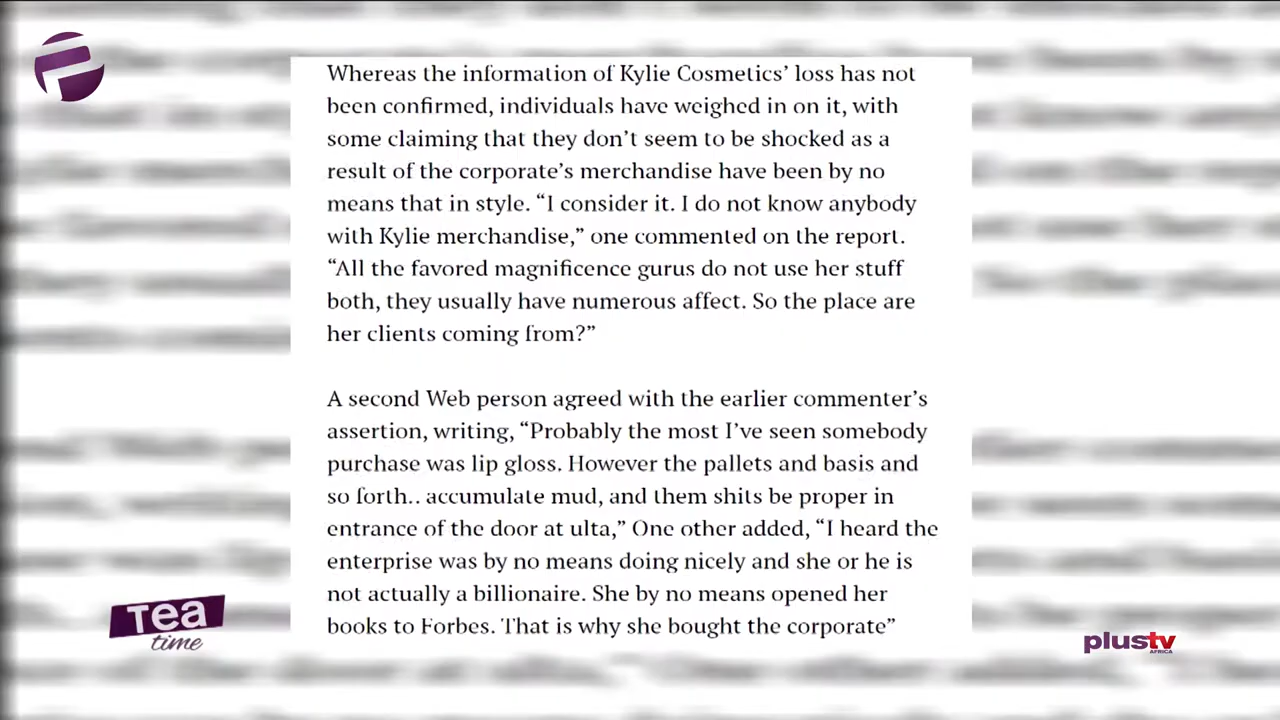 Whereas the information of Kylie Cosmetics’ loss has not
been confirmed, individuals have weighed in on it, with
some claiming that they don’t seem to be shocked as a
result of the corporate’s merchandise have been by no
means that in style. “I consider it. I do not know anybody
with Kylie merchandise,” one commented on the report.
“All the favored magnificence gurus do not use her stuff
both, they usually have numerous affect. So the place are
her clients coming from?”
A second Web person agreed with the earlier commenter’s
assertion, writing, “Probably the most I’ve seen somebody
purchase was lip gloss. However the pallets and basis and
so forth.. accumulate mud, and them shits be proper in
entrance of the door at ulta,” One other added, “I heard the
enterprise was by no means doing nicely and she or he is
not actually a billionaire. She by no means opened her
books to Forbes. That is why she bought the corporate”
Tea
time
plustv
AFRICA